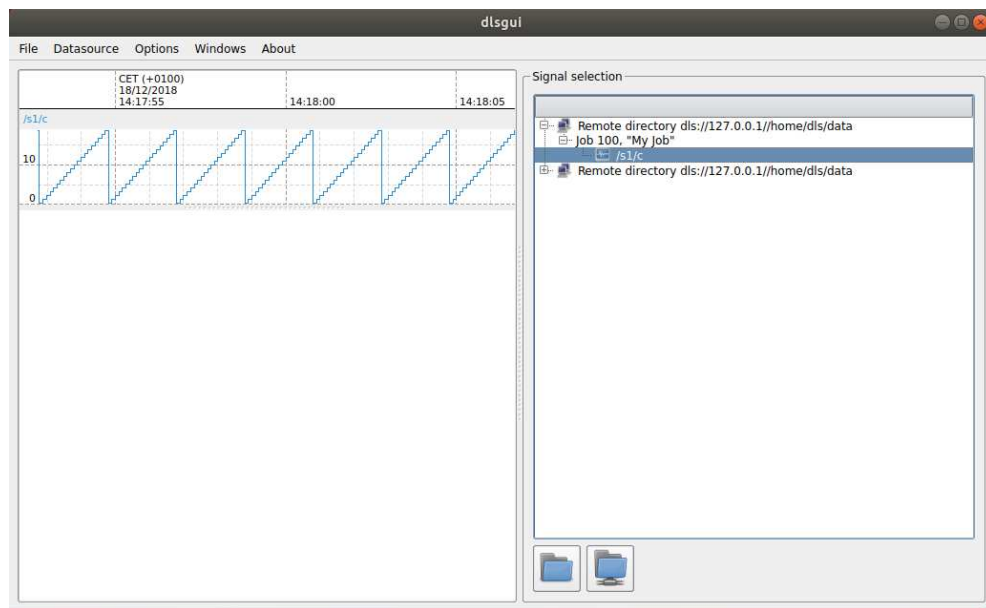 dlsgui
File Datasource Options Windows About
CET (+0100)
18/12/2018
14:17:55 14:18:00 14:18:05
/s1/c
10
0
Signal selection
Remote directory dls://127.0.0.1//home/dls/data
Job 100, "My Job"
/s1/c
Remote directory dls://127.0.0.1//home/dls/data